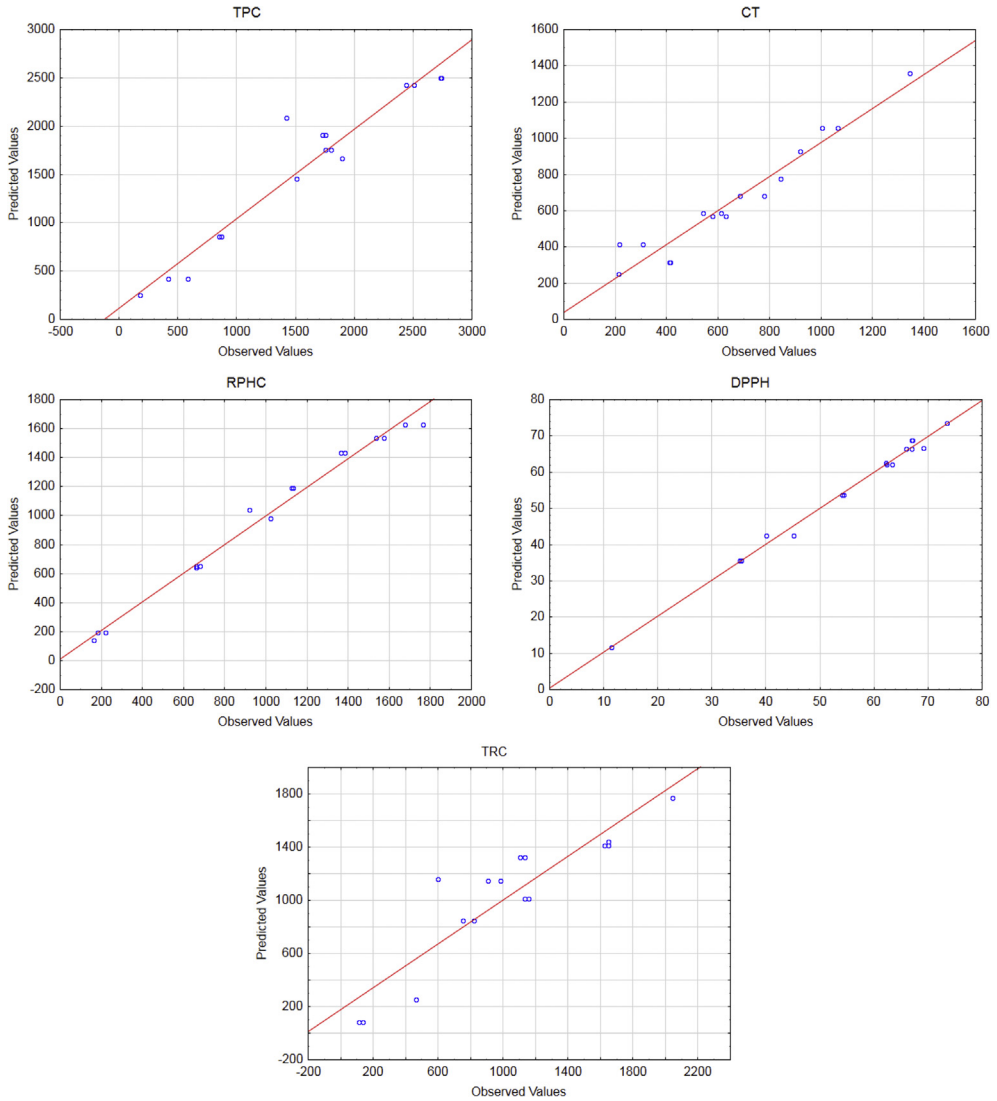 TPC
3000
2500
2000
1500
1000
500
0
Predicted Values
-500 0 500 1000 1500 2000 2500 3000
Observed Values
CT
1600
1400
1200
1000
800
600
400
200
0
Predicted Values
0 200 400 600 800 1000 1200 1400 1600
Observed Values
RPHC
1800
1600
1400
1200
1000
800
600
400
200
0
-200
Predicted Values
0 200 400 600 800 1000 1200 1400 1600 1800 2000
Observed Values
DPPH
80
70
60
50
40
30
20
10
0
Predicted Values
0 10 20 30 40 50 60 70 80
Observed Values
TRC
1800
1400
1000
600
200
-200
Predicted Values
-200 200 600 1000 1400 1800 2200
Observed Values